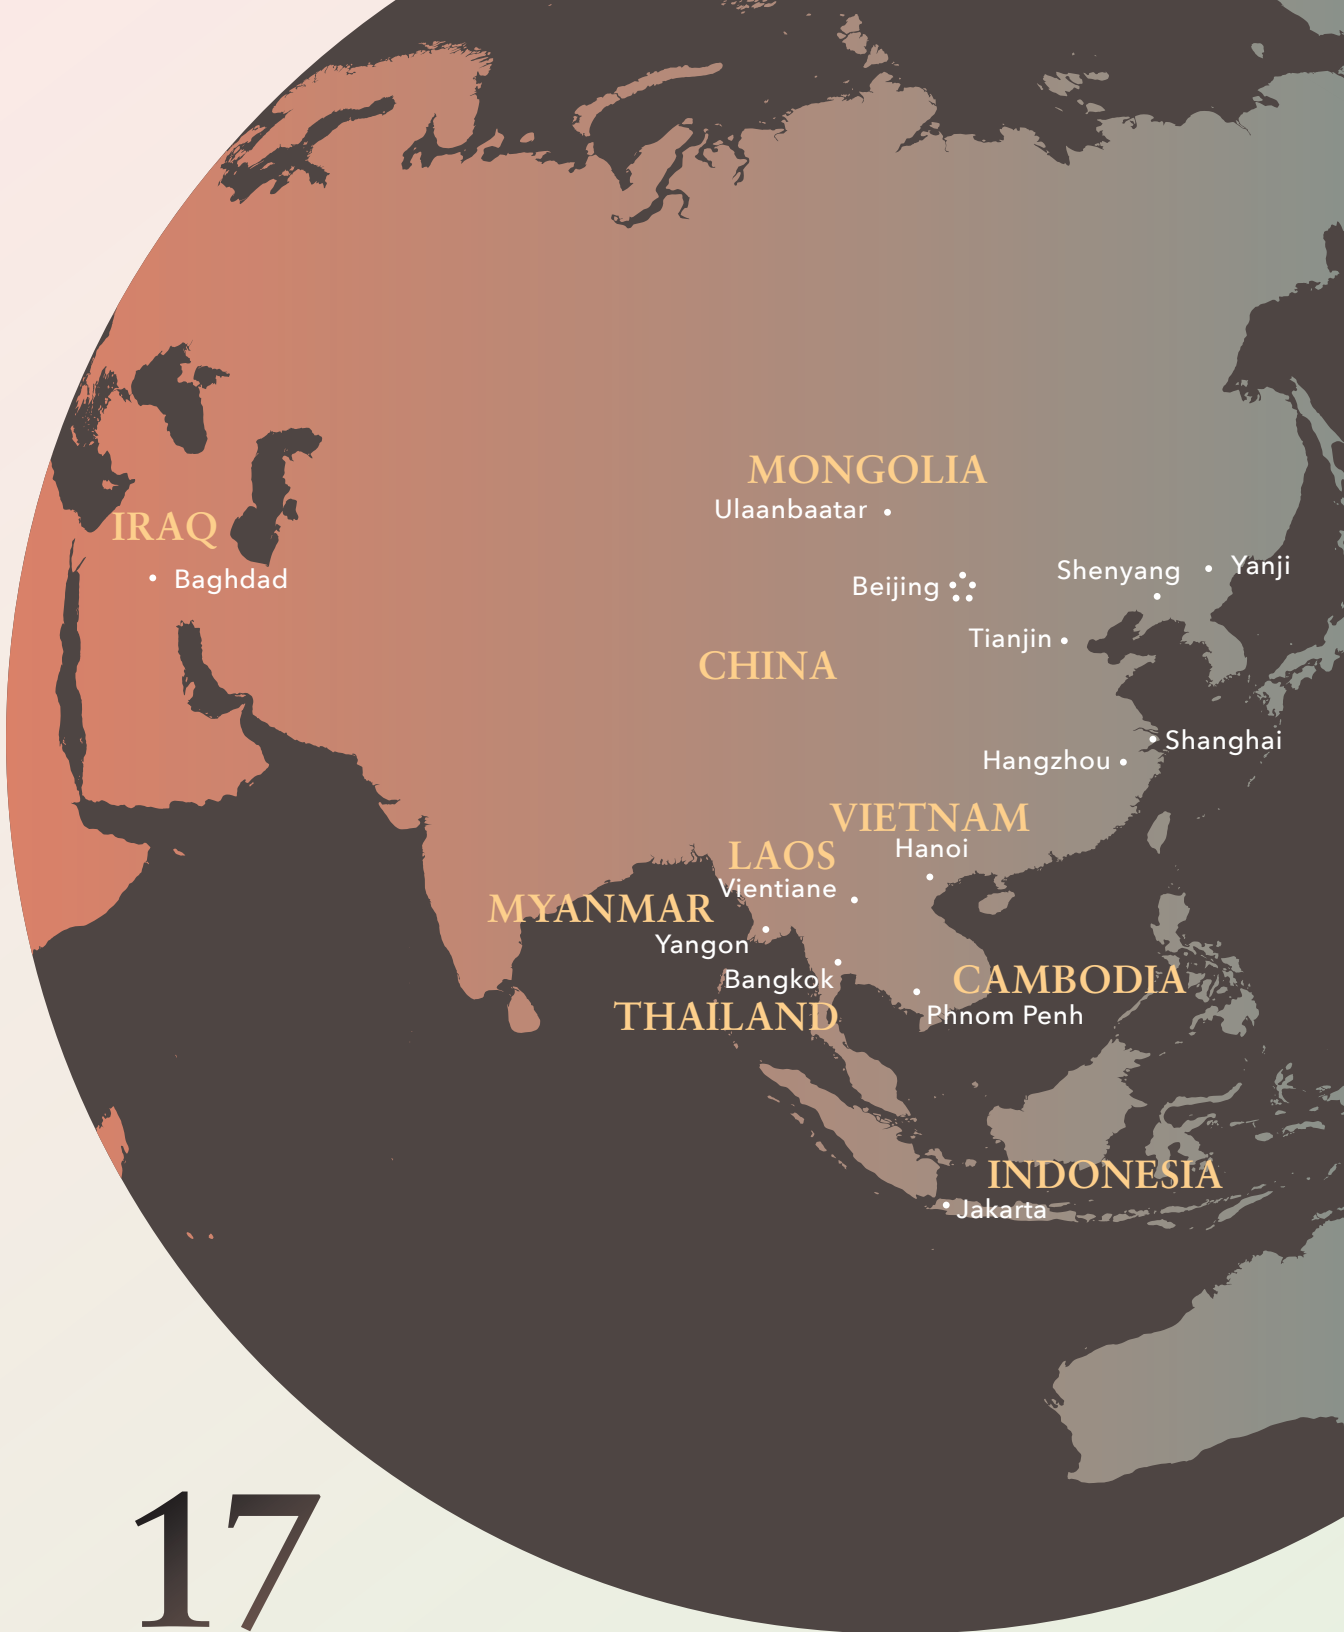 MONGOLIA
Ulaanbaatar
IRAQ
Baghdad
Beijing
Shenyang
Yanji
Tianjin
CHINA
Shanghai
Hangzhou
VIETNAM
Hanoi
LAOS
Vientiane
MYANMAR
Yangon
Bangkok
THAILAND
CAMBODIA
Phnom Penh
INDONESIA
Jakarta
17